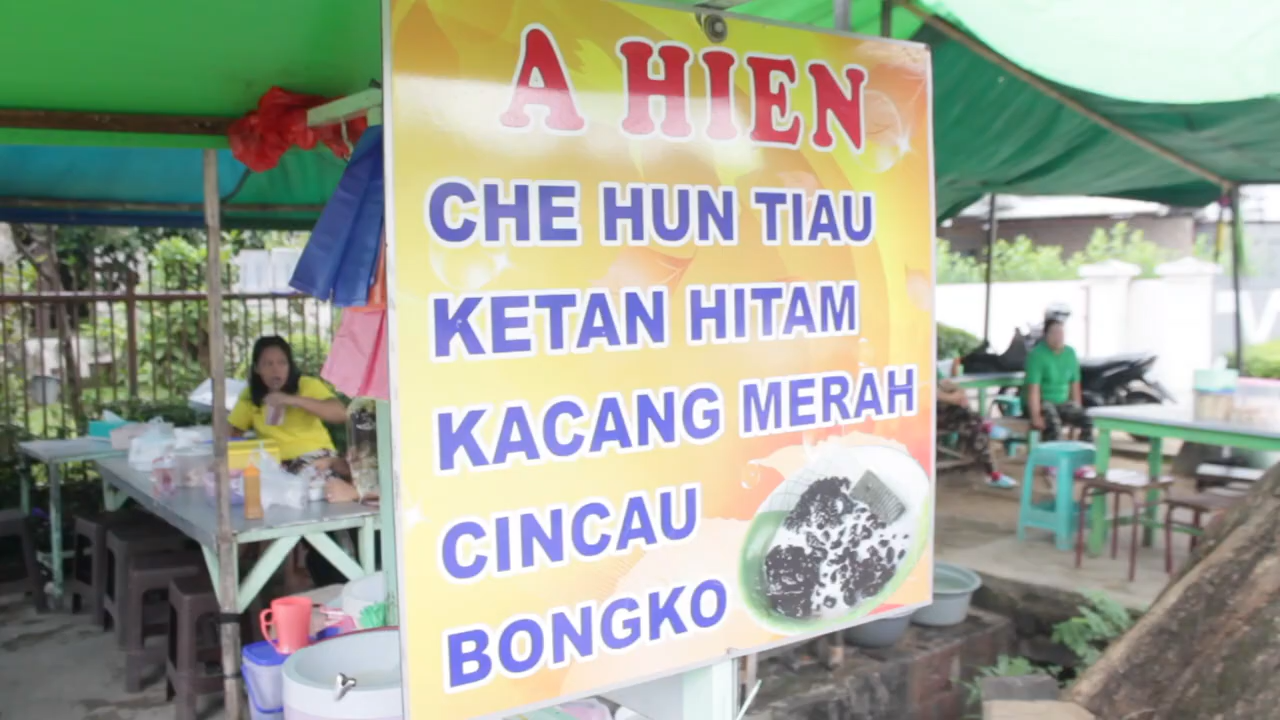 A HIEN
CHE HUN TIAU
KETAN HITAM
KACANG MERAH
CINCAU
BONGKO